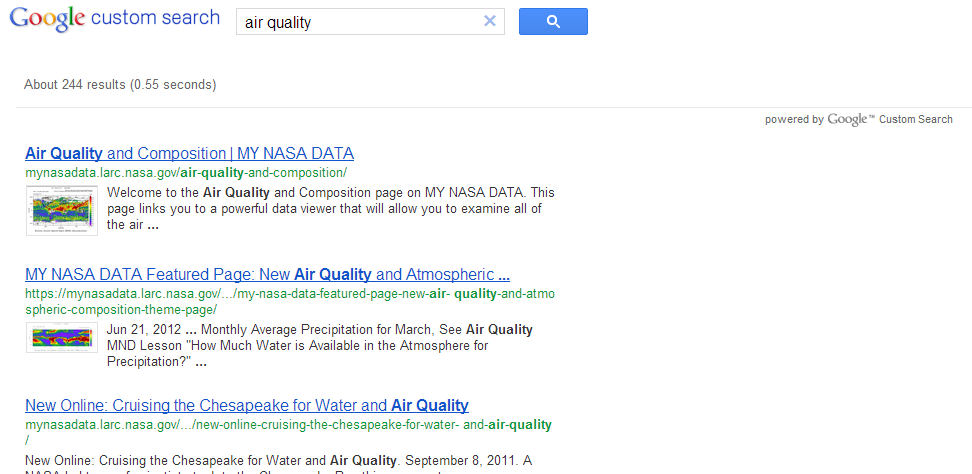 Google™ custom search
air quality
About 244 results (0.55 seconds)
powered by Google™ Custom Search
Air Quality and Composition | MY NASA DATA
mynasadata.larc.nasa.gov/air-quality-and-composition/
Welcome to the Air Quality and Composition page on MY NASA DATA. This
page links you to a powerful data viewer that will allow you to examine all of
the air ...
MY NASA DATA Featured Page: New Air Quality and Atmospheric ...
https://mynasadata.larc.nasa.gov/.../my-nasa-data-featured-page-new-air- quality-and-atmo
spheric-composition-theme-page/
Jun 21, 2012 ... Monthly Average Precipitation for March, See Air Quality
MND Lesson "How Much Water is Available in the Atmosphere for
Precipitation?" ...
New Online: Cruising the Chesapeake for Water and Air Quality
mynasadata.larc.nasa.gov/.../new-online-cruising-the-chesapeake-for-water- and-air-quality
/
New Online: Cruising the Chesapeake for Water and Air Quality. September 8, 2011. A